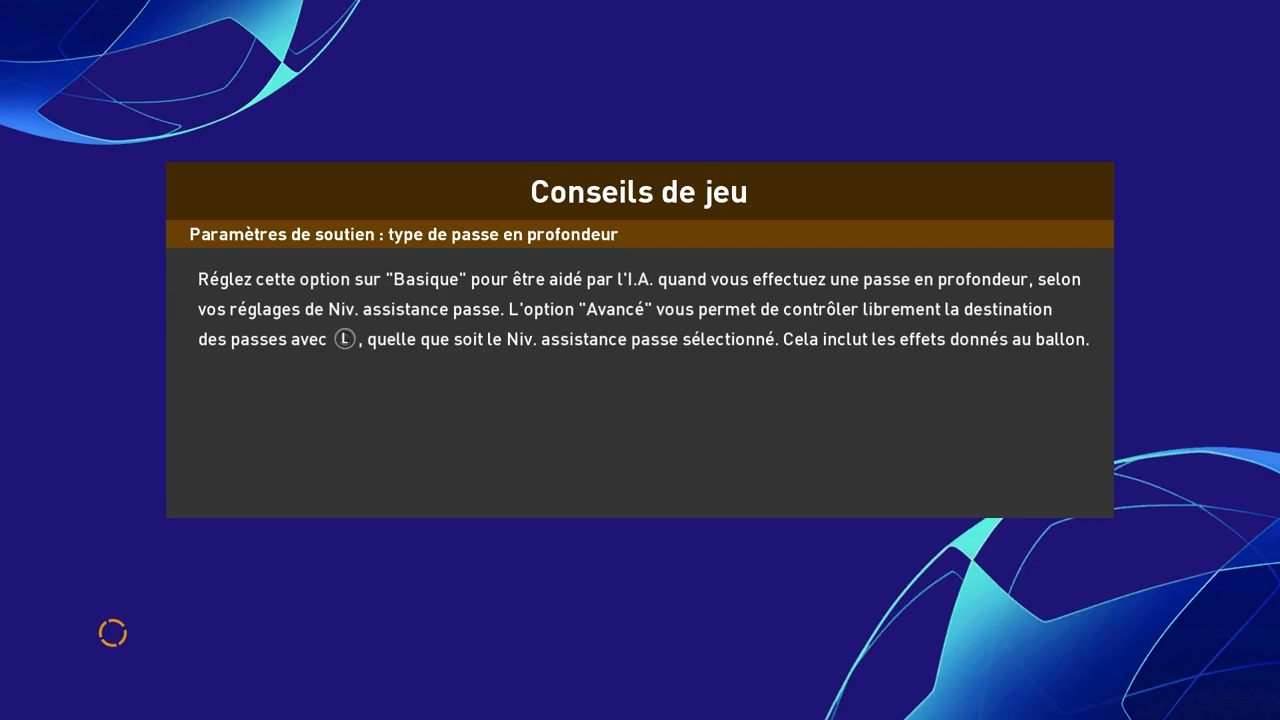 Conseils de jeu
Paramètres de soutien : type de passe en profondeur
Réglez cette option sur "Basique" pour être aidé par l'I.A. quand vous effectuez une passe en profondeur, selon
vos réglages de Niv. assistance passe. L'option "Avancé" vous permet de contrôler librement la destination
des passes avec Ⓛ, quelle que soit le Niv. assistance passe sélectionné. Cela inclut les effets donnés au ballon.